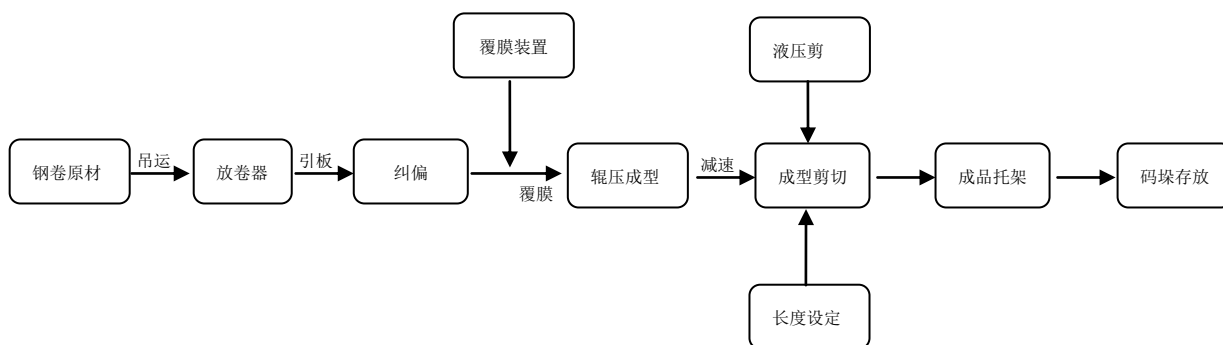 覆膜装置
液压剪
钢卷原材
吊运
放卷器
引板
纠偏
覆膜
辊压成型
减速
成型剪切
成品托架
码垛存放
长度设定